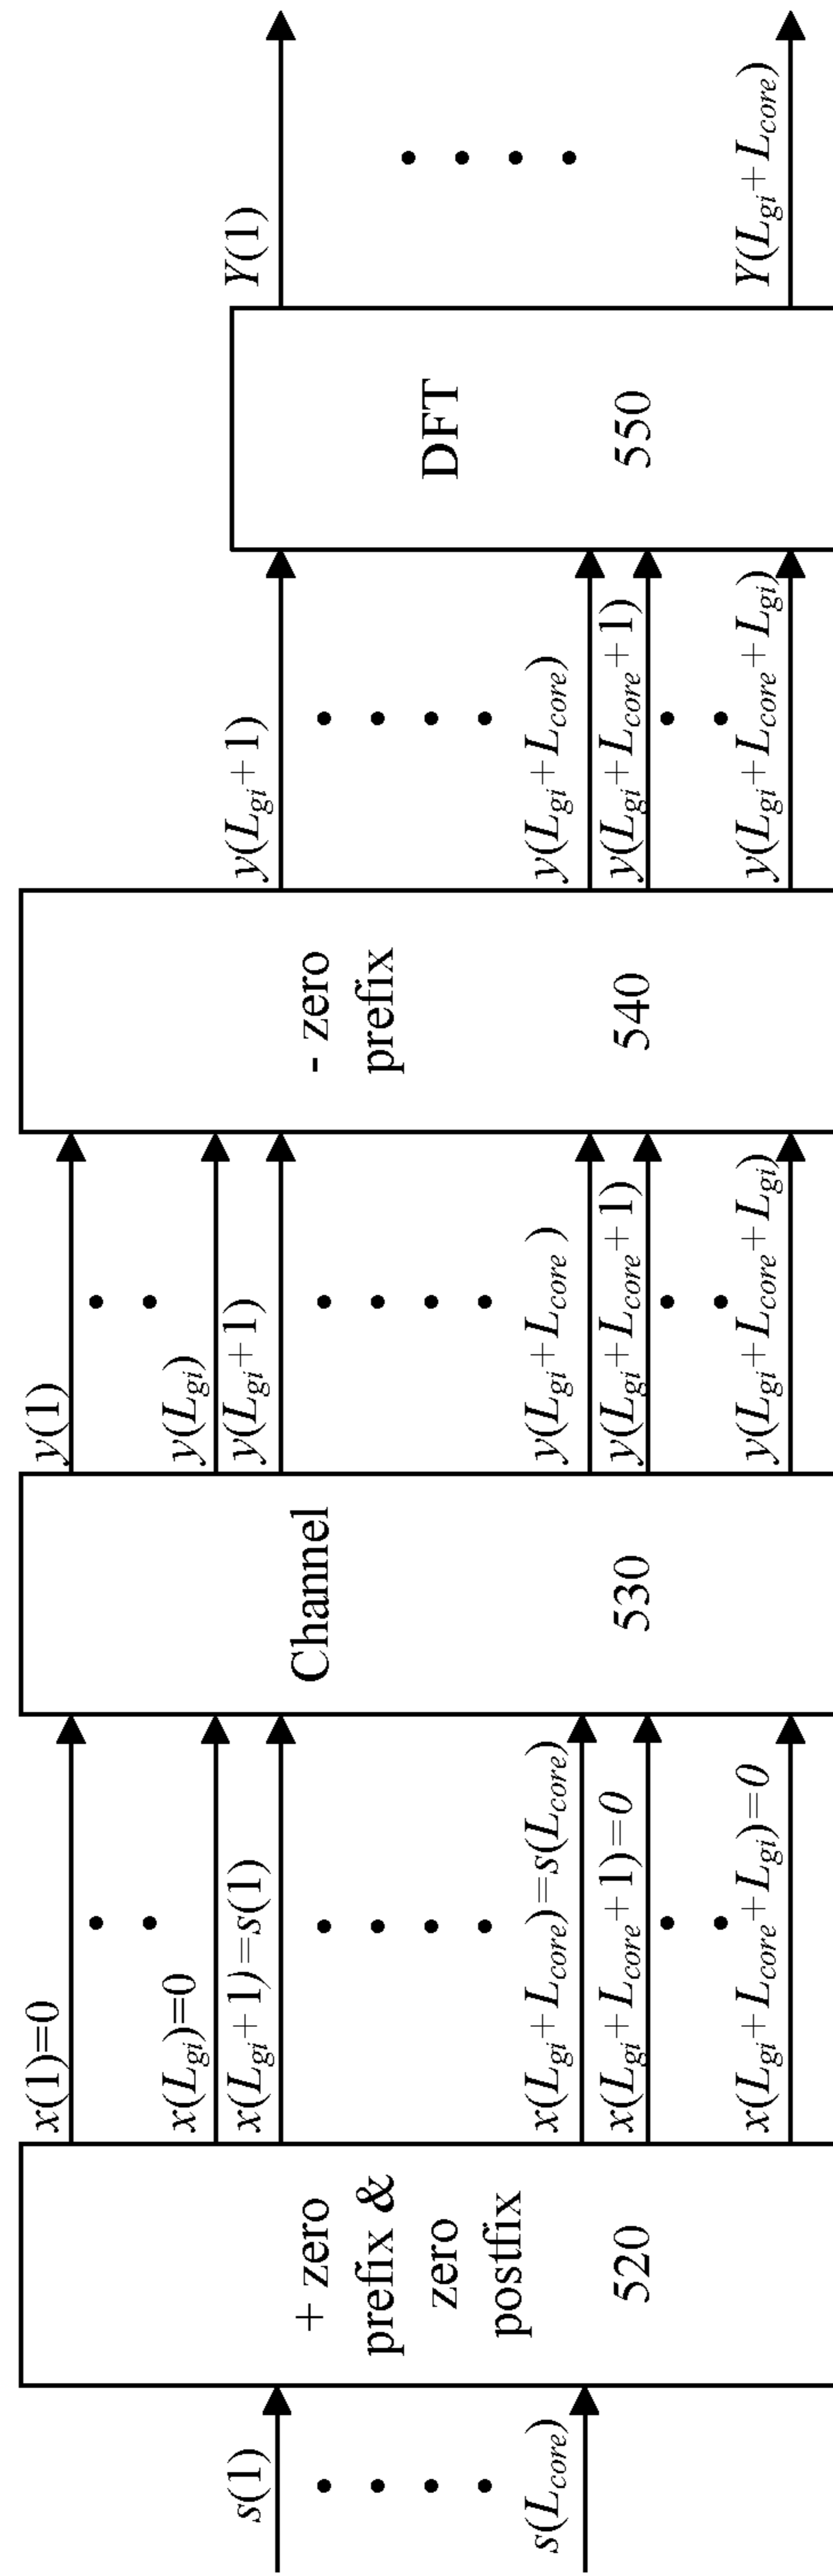 s(1)
s(L_core)
+ zero
prefix &
zero
postfix
520
x(1)=0
x(L_gi)=0
x(L_gi+1)=s(1)
x(L_gi+L_core)=s(L_core)
x(L_gi+L_core+1)=0
x(L_gi+L_core+L_gi)=0
Channel
530
y(1)
y(L_gi)
y(L_gi+1)
y(L_gi+L_core)
y(L_gi+L_core+1)
y(L_gi+L_core+L_gi)
- zero
prefix
540
y(L_gi+1)
y(L_gi+L_core)
y(L_gi+L_core+1)
y(L_gi+L_core+L_gi)
DFT
550
Y(1)
Y(L_gi+L_core)